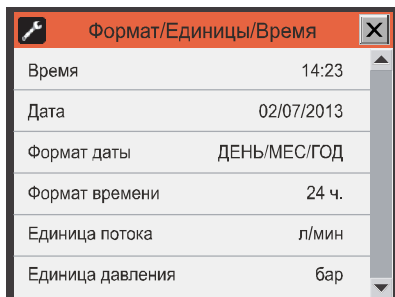 Формат/Единицы/Время
Время 14:23
Дата 02/07/2013
Формат даты ДЕНЬ/МЕС/ГОД
Формат времени 24 ч.
Единица потока л/мин
Единица давления бар